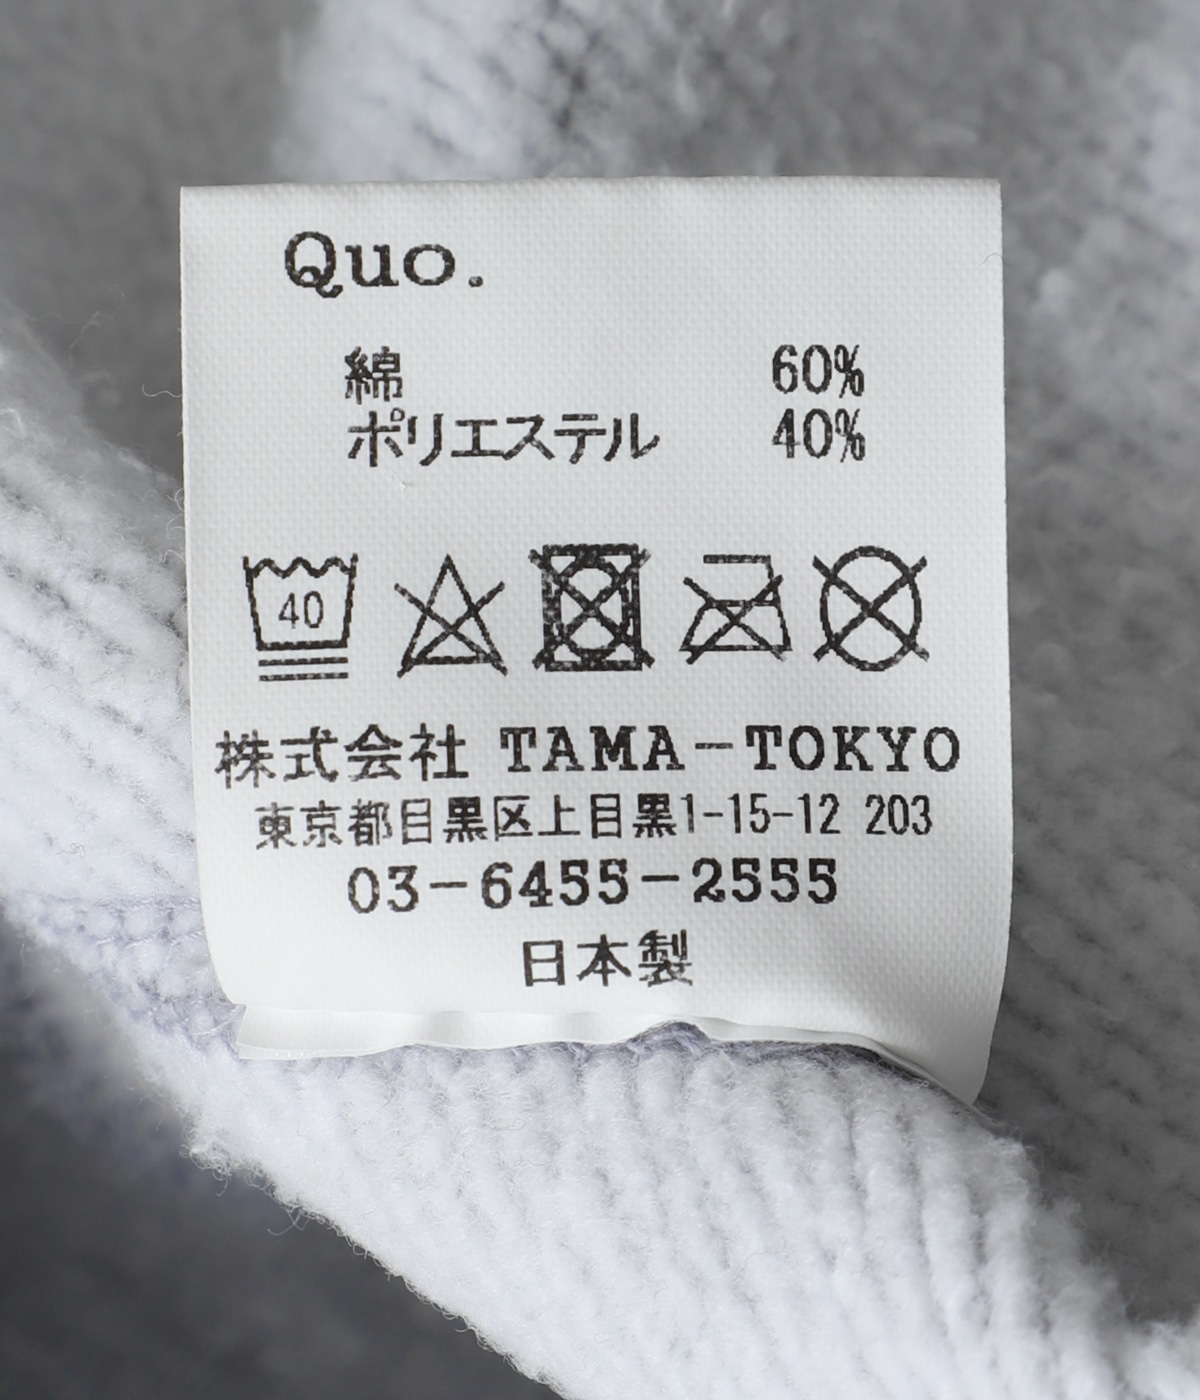 Quo.
綿 60%
ポリエステル 40%
40
株式会社 TAMA-TOKYO
東京都目黒区上目黒1-15-12 203
03-6455-2555
日本製